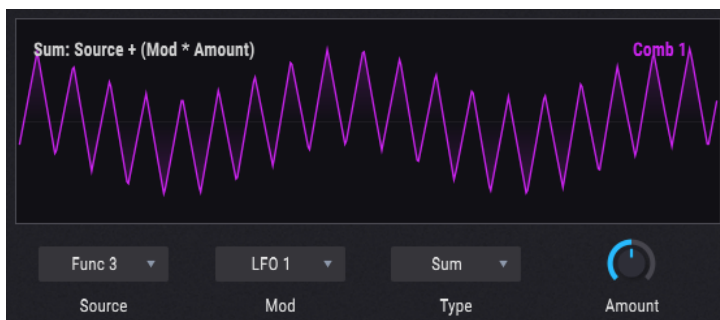 Sum: Source + (Mod * Amount) Comb 1
Func 3 LFO 1 Sum
Source Mod Type Amount